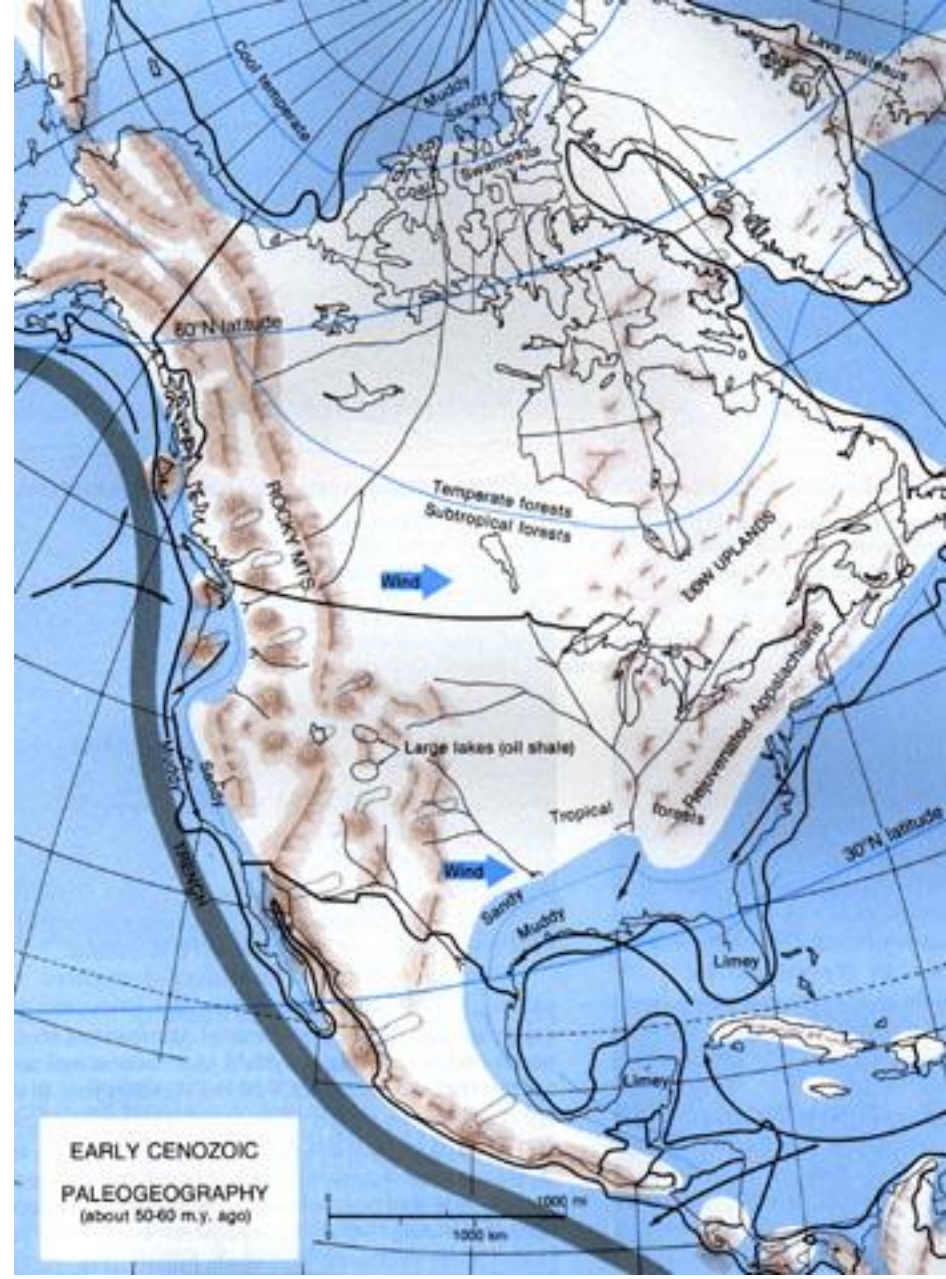 Lava plateaus
Cool temperate
Muddy
Sandy
Coal
Swamps
60°N latitude
ROCKY MTS.
Temperate forests
Subtropical forests
Wind
LOW UPLANDS
Rejuvenated Appalachians
Large lakes (oil shale)
Tropical forests
Muddy
Sandy
TRENCH
Wind
30°N latitude
Sandy
Muddy
Limey
Limey
EARLY CENOZOIC
PALEOGEOGRAPHY
(about 50-60 m.y. ago)
1000 mi
1000 km